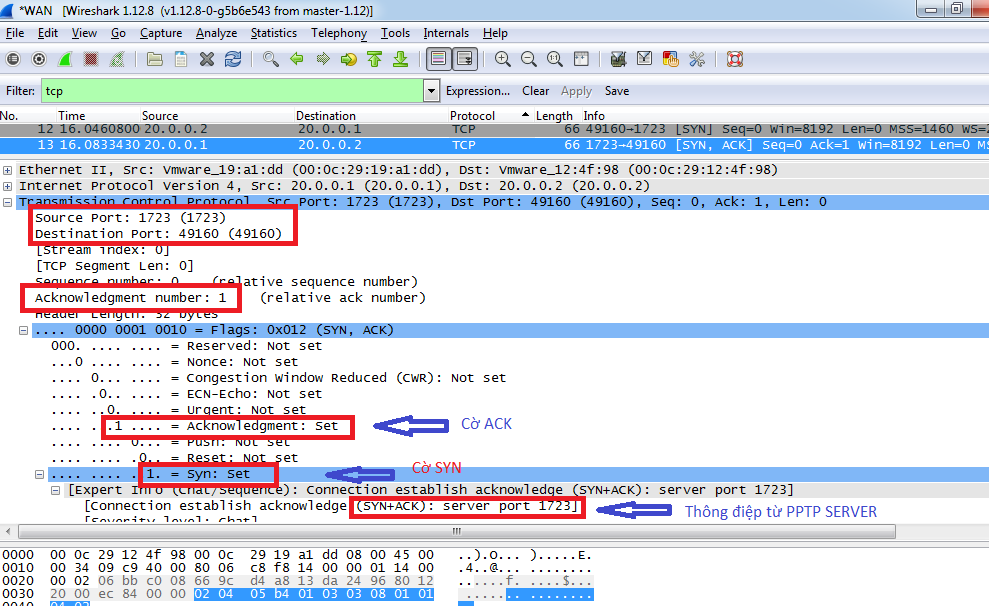 *WAN [Wireshark 1.12.8 (v1.12.8-0-g5b6e543 from master-1.12)]
File Edit View Go Capture Analyze Statistics Telephony Tools Internals Help
Filter: tcp Expression... Clear Apply Save
No. Time Source Destination Protocol Length Info
12 16.0460800 20.0.0.2 20.0.0.1 TCP 66 49160→1723 [SYN] Seq=0 Win=8192 Len=0 MSS=1460 WS=2
13 16.0833430 20.0.0.1 20.0.0.2 TCP 66 1723→49160 [SYN, ACK] Seq=0 Ack=1 Win=8192 Len=0 MS
Ethernet II, Src: Vmware_19:a1:dd (00:0c:29:19:a1:dd), Dst: Vmware_12:4f:98 (00:0c:29:12:4f:98)
Internet Protocol Version 4, Src: 20.0.0.1 (20.0.0.1), Dst: 20.0.0.2 (20.0.0.2)
Transmission Control Protocol, Src Port: 1723 (1723), Dst Port: 49160 (49160), Seq: 0, Ack: 1, Len: 0
Source Port: 1723 (1723)
Destination Port: 49160 (49160)
[Stream index: 0]
[TCP Segment Len: 0]
Sequence number: 0 (relative sequence number)
Acknowledgment number: 1 (relative ack number)
Header Length: 32 bytes
.... 0000 0001 0010 = Flags: 0x012 (SYN, ACK)
000. .... .... = Reserved: Not set
...0 .... .... = Nonce: Not set
.... 0... .... = Congestion Window Reduced (CWR): Not set
.... .0.. .... = ECN-Echo: Not set
.... ..0. .... = Urgent: Not set
.... ...1 .... = Acknowledgment: Set Cờ ACK
.... .... 0... = Push: Not set
.... .... .0.. = Reset: Not set
.... .... ..1. = Syn: Set Cờ SYN
[Expert Info (Chat/Sequence): Connection establish acknowledge (SYN+ACK): server port 1723]
[Connection establish acknowledge (SYN+ACK): server port 1723] Thông điệp từ PPTP SERVER
[Severity level: Chat]
0000 00 0c 29 12 4f 98 00 0c 29 19 a1 dd 08 00 45 00 ..).O... ).....E.
0010 00 34 09 c9 40 00 80 06 c8 f8 14 00 00 01 14 00 .4..@... ........
0020 00 02 06 bb c0 08 66 9c d4 a8 13 da 24 96 80 12 ......f. ....$...
0030 20 00 ec 84 00 00 02 04 05 b4 01 03 03 08 01 01 ....... ........
0040 04 02